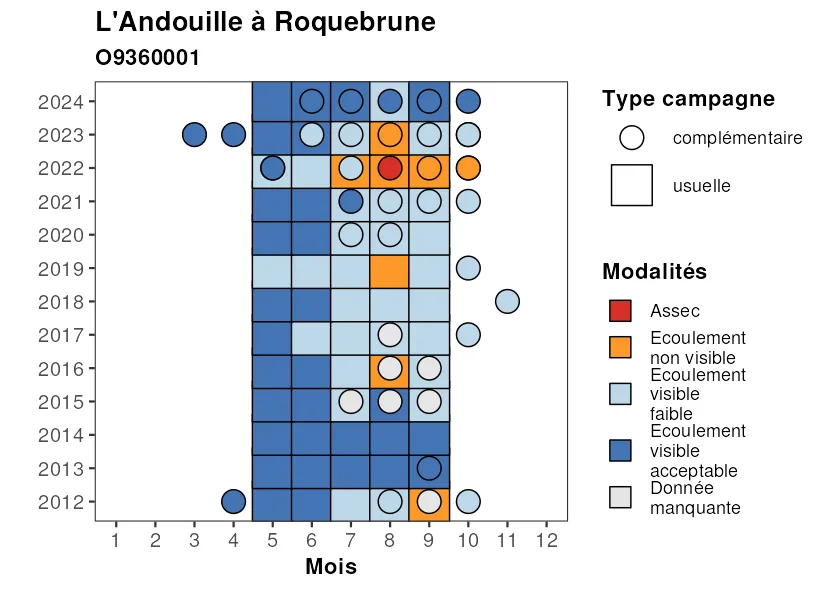 L'Andouille à Roquebrune
O9360001
2024
2023
2022
2021
2020
2019
2018
2017
2016
2015
2014
2013
2012
1 2 3 4 5 6 7 8 9 10 11 12
Mois
Type campagne
complémentaire
usuelle
Modalités
Assec
Ecoulement
non visible
Ecoulement
visible
faible
Ecoulement
visible
acceptable
Donnée
manquante